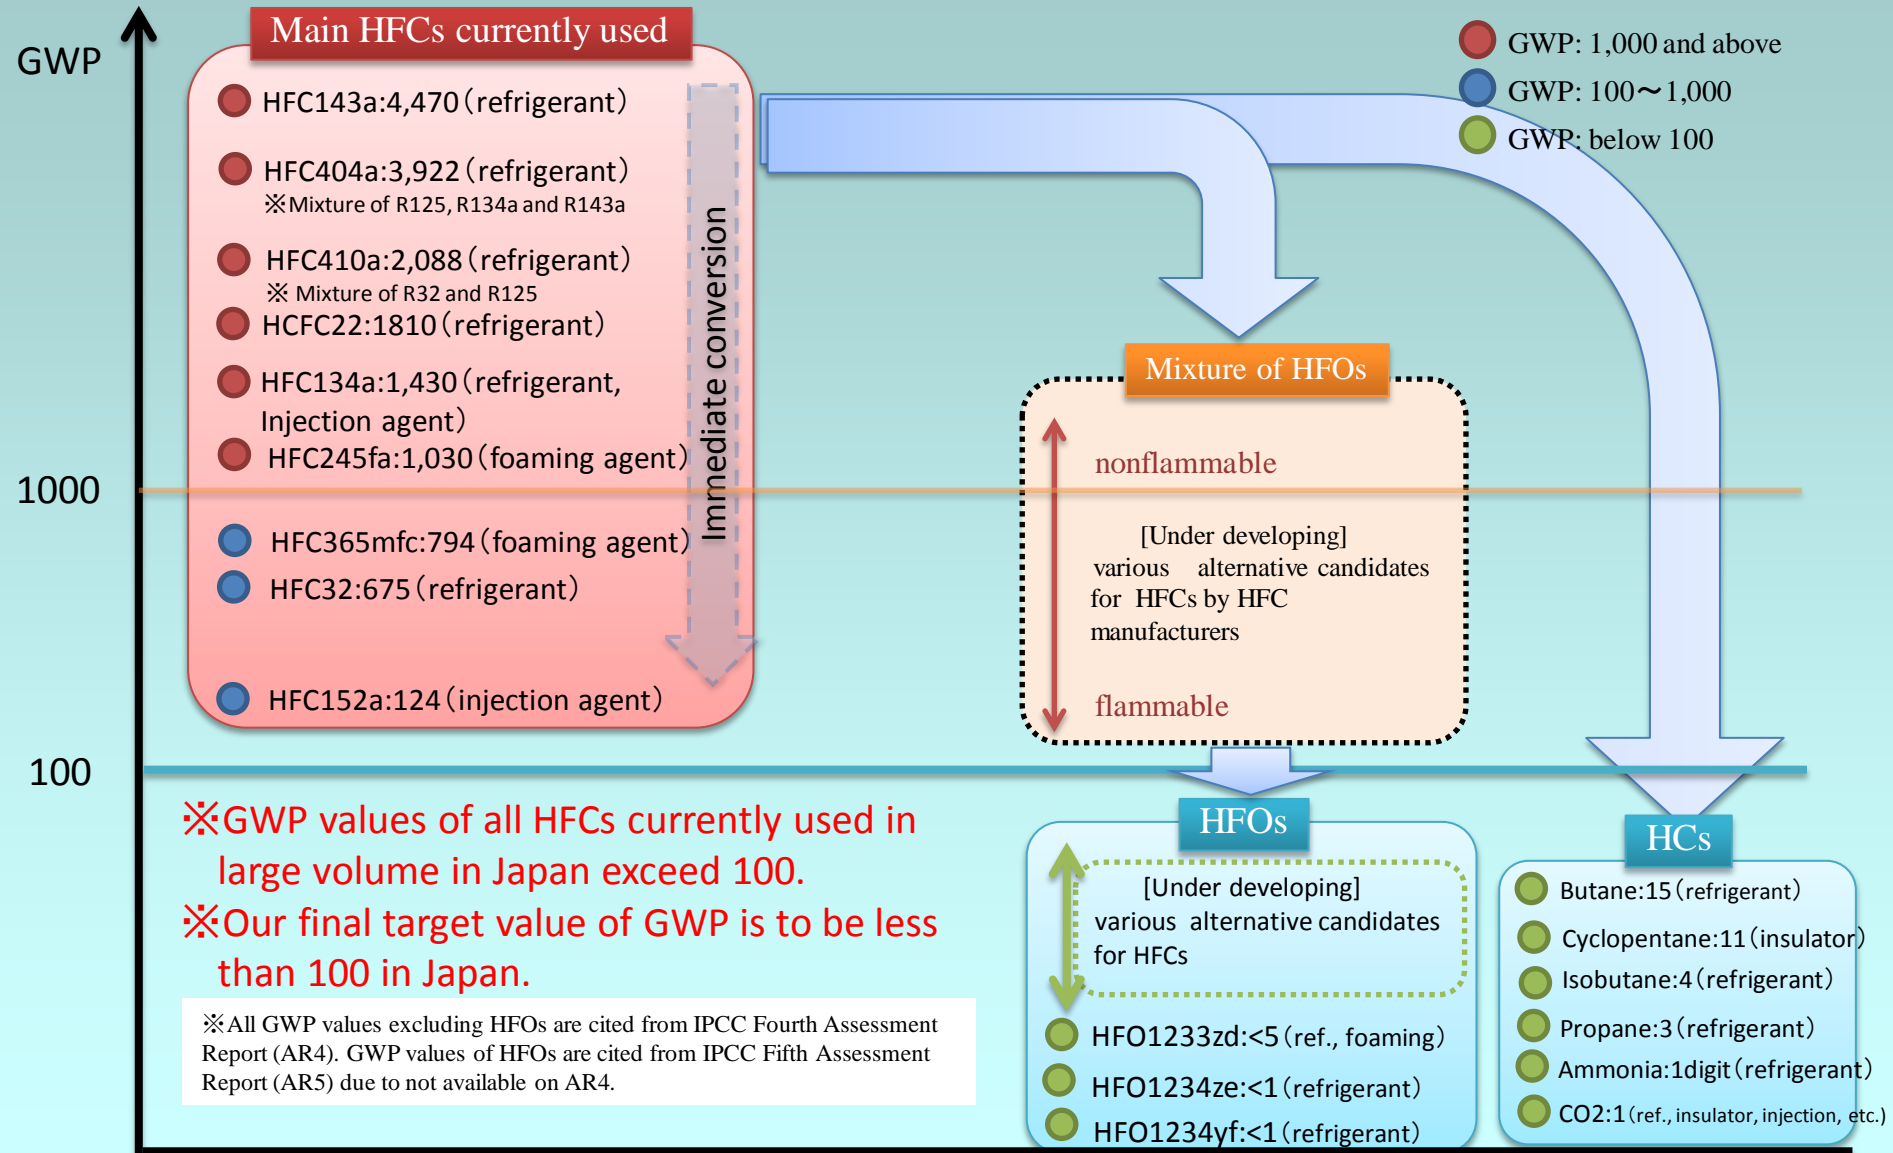 GWP
1000
100
Main HFCs currently used
HFC143a:4,470（refrigerant）
HFC404a:3,922（refrigerant）
※Mixture of R125, R134a and R143a
HFC410a:2,088（refrigerant）
※ Mixture of R32 and R125
HCFC22:1810（refrigerant）
HFC134a:1,430（refrigerant,
Injection agent）
HFC245fa:1,030（foaming agent）
HFC365mfc:794（foaming agent）
HFC32:675（refrigerant）
HFC152a:124（injection agent）
Immediate conversion
GWP: 1,000 and above
GWP: 100～1,000
GWP: below 100
Mixture of HFOs
nonflammable
[Under developing]
various alternative candidates
for HFCs by HFC
manufacturers
flammable
※GWP values of all HFCs currently used in
large volume in Japan exceed 100.
※Our final target value of GWP is to be less
than 100 in Japan.
※All GWP values excluding HFOs are cited from IPCC Fourth Assessment
Report (AR4). GWP values of HFOs are cited from IPCC Fifth Assessment
Report (AR5) due to not available on AR4.
HFOs
[Under developing]
various alternative candidates
for HFCs
HFO1233zd:<5（ref., foaming）
HFO1234ze:<1（refrigerant）
HFO1234yf:<1（refrigerant）
HCs
Butane:15（refrigerant）
Cyclopentane:11（insulator）
Isobutane:4（refrigerant）
Propane:3（refrigerant）
Ammonia:1digit（refrigerant）
CO2:1（ref., insulator, injection, etc.）